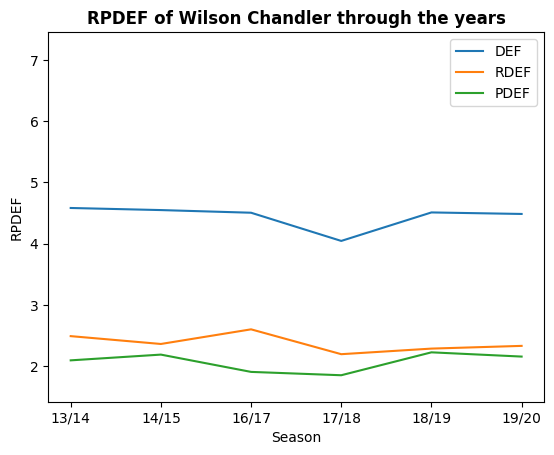 RPDEF of Wilson Chandler through the years
DEF
RDEF
PDEF
7
6
5
4
3
2
RPDEF
13/14 14/15 16/17 17/18 18/19 19/20
Season